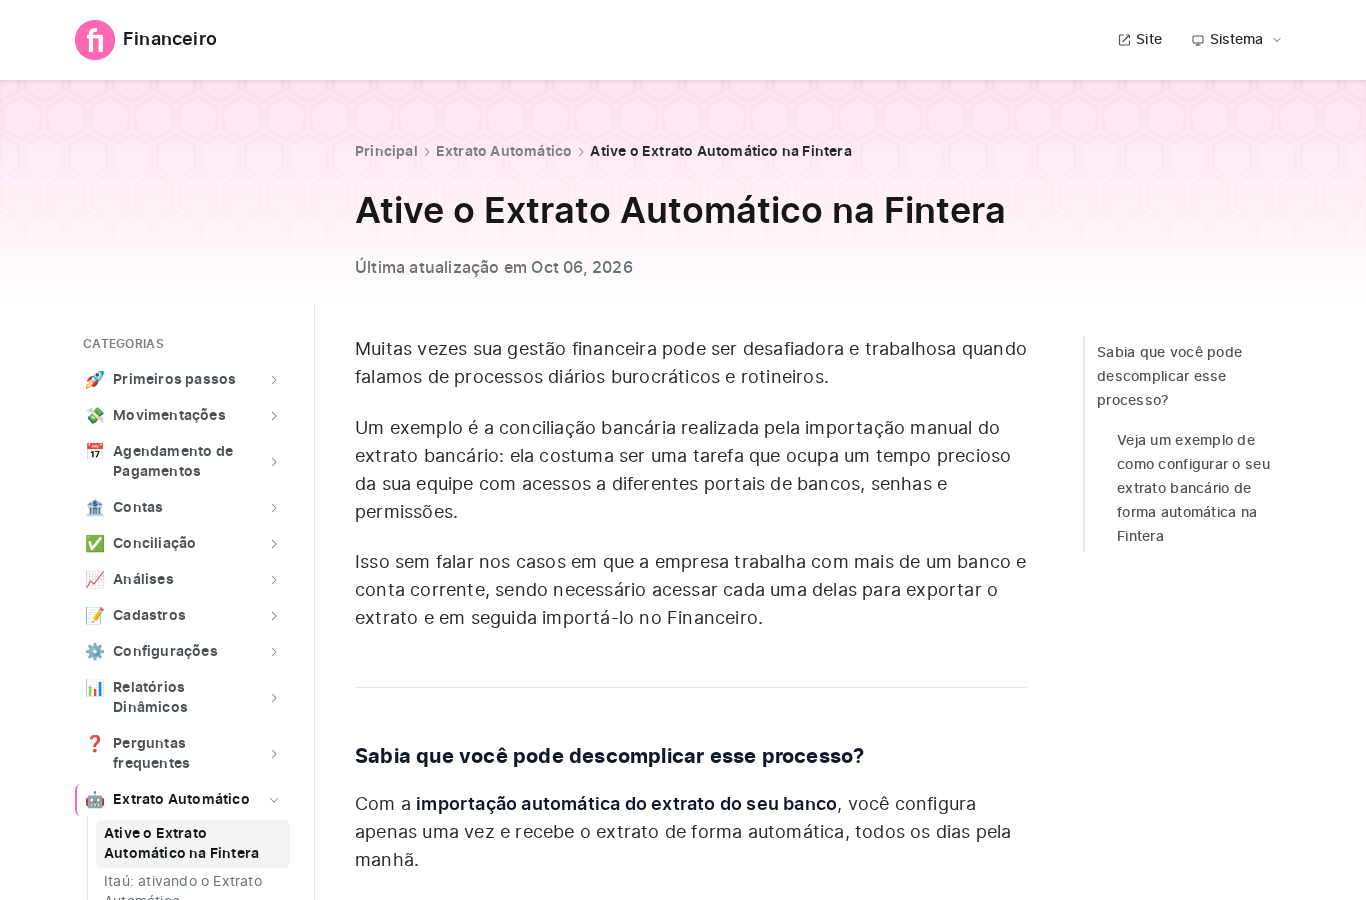 fi Financeiro
Site
Sistema
Principal
Extrato Automático
Ative o Extrato Automático na Fintera
Ative o Extrato Automático na Fintera
Última atualização em Oct 06, 2026
CATEGORIAS
Primeiros passos
Movimentações
Agendamento de
Pagamentos
Contas
Conciliação
Análises
Cadastros
Configurações
Relatórios
Dinâmicos
Perguntas
frequentes
Extrato Automático
Ative o Extrato
Automático na Fintera
Itaú: ativando o Extrato
Automático
Muitas vezes sua gestão financeira pode ser desafiadora e trabalhosa quando
falamos de processos diários burocráticos e rotineiros.
Um exemplo é a conciliação bancária realizada pela importação manual do
extrato bancário: ela costuma ser uma tarefa que ocupa um tempo precioso
da sua equipe com acessos a diferentes portais de bancos, senhas e
permissões.
Isso sem falar nos casos em que a empresa trabalha com mais de um banco e
conta corrente, sendo necessário acessar cada uma delas para exportar o
extrato e em seguida importá-lo no Financeiro.
Sabia que você pode descomplicar esse processo?
Com a importação automática do extrato do seu banco, você configura
apenas uma vez e recebe o extrato de forma automática, todos os dias pela
manhã.
Sabia que você pode
descomplicar esse
processo?
Veja um exemplo de
como configurar o seu
extrato bancário de
forma automática na
Fintera